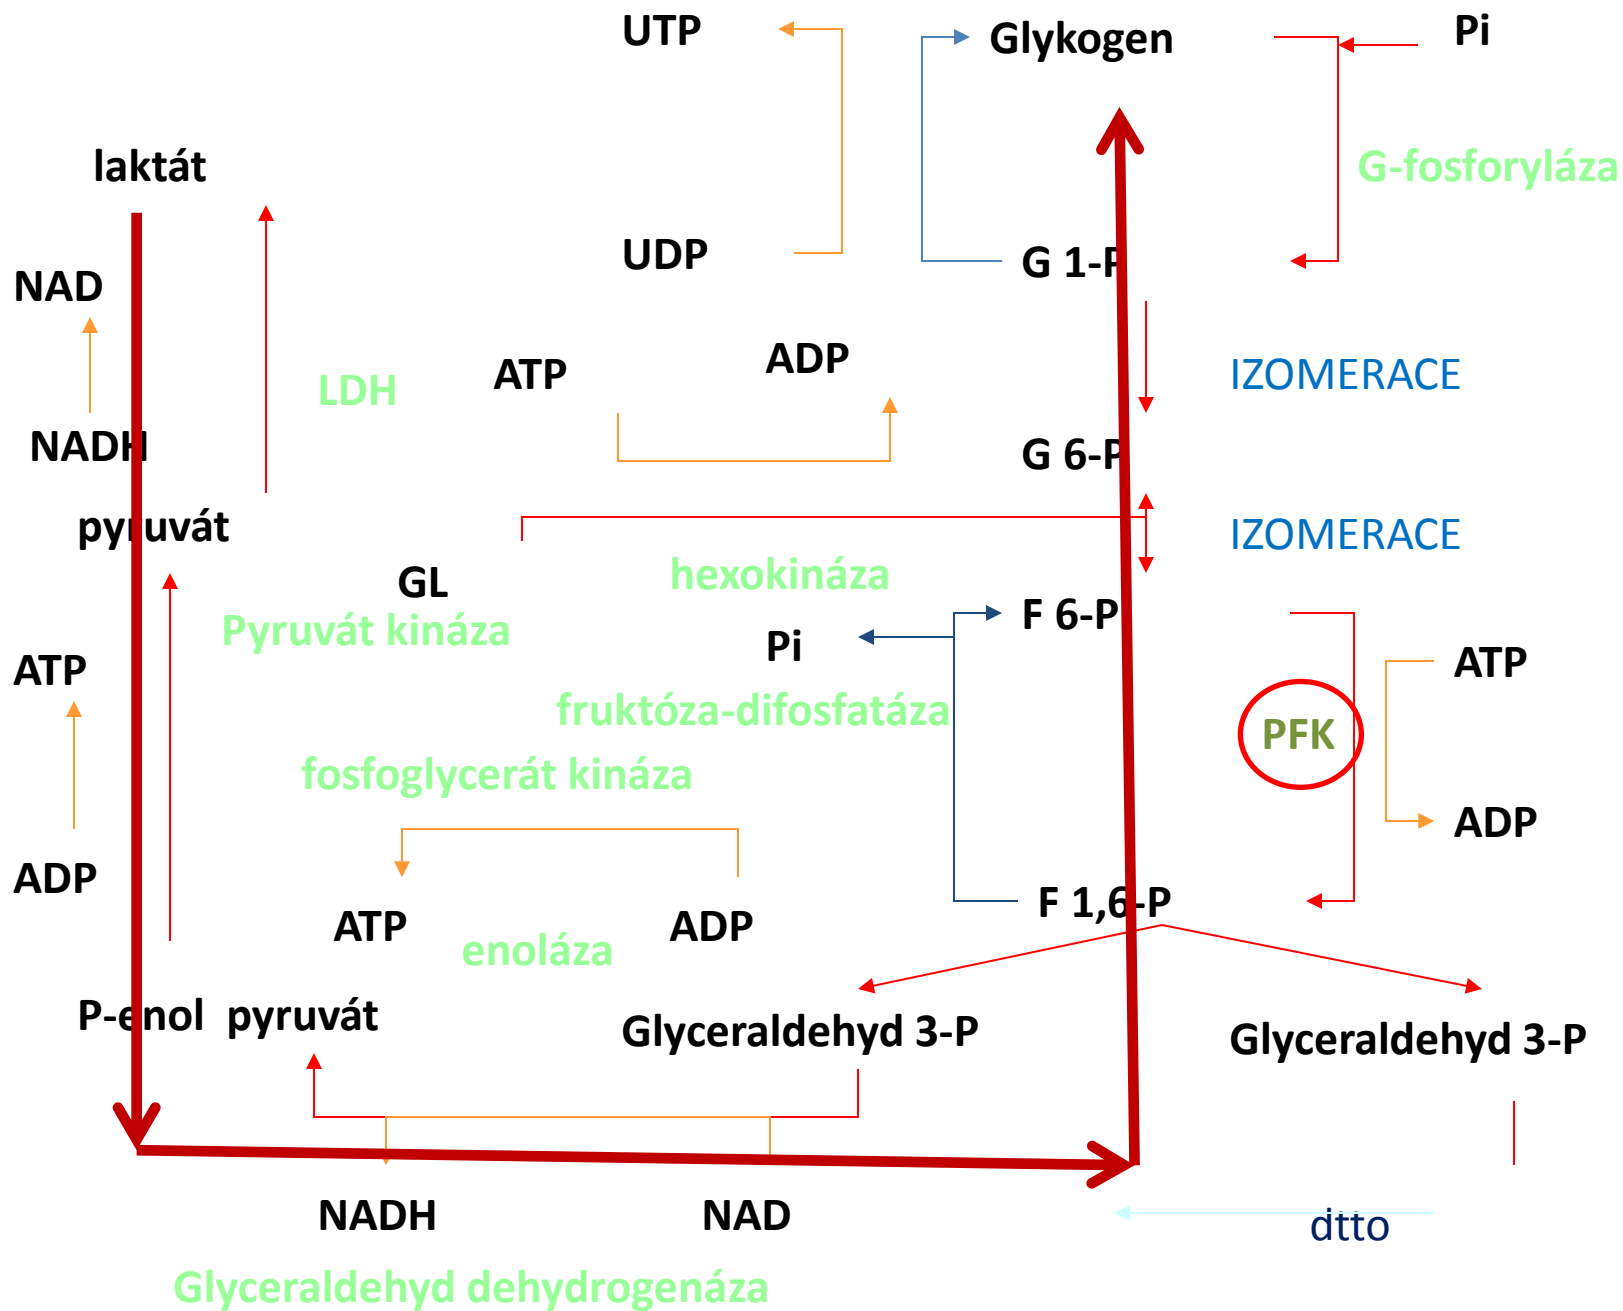 UTP
Glykogen
Pi
laktát
G-fosforyláza
UDP
G 1-P
NAD
ATP
ADP
LDH
IZOMERACE
NADH
G 6-P
pyruvát
IZOMERACE
GL
hexokináza
F 6-P
Pyruvát kináza
Pi
ATP
ATP
fruktóza-difosfatáza
PFK
fosfoglycerát kináza
ADP
ADP
F 1,6-P
ATP
ADP
enoláza
P-enol pyruvát
Glyceraldehyd 3-P
Glyceraldehyd 3-P
NADH
NAD
dtto
Glyceraldehyd dehydrogenáza